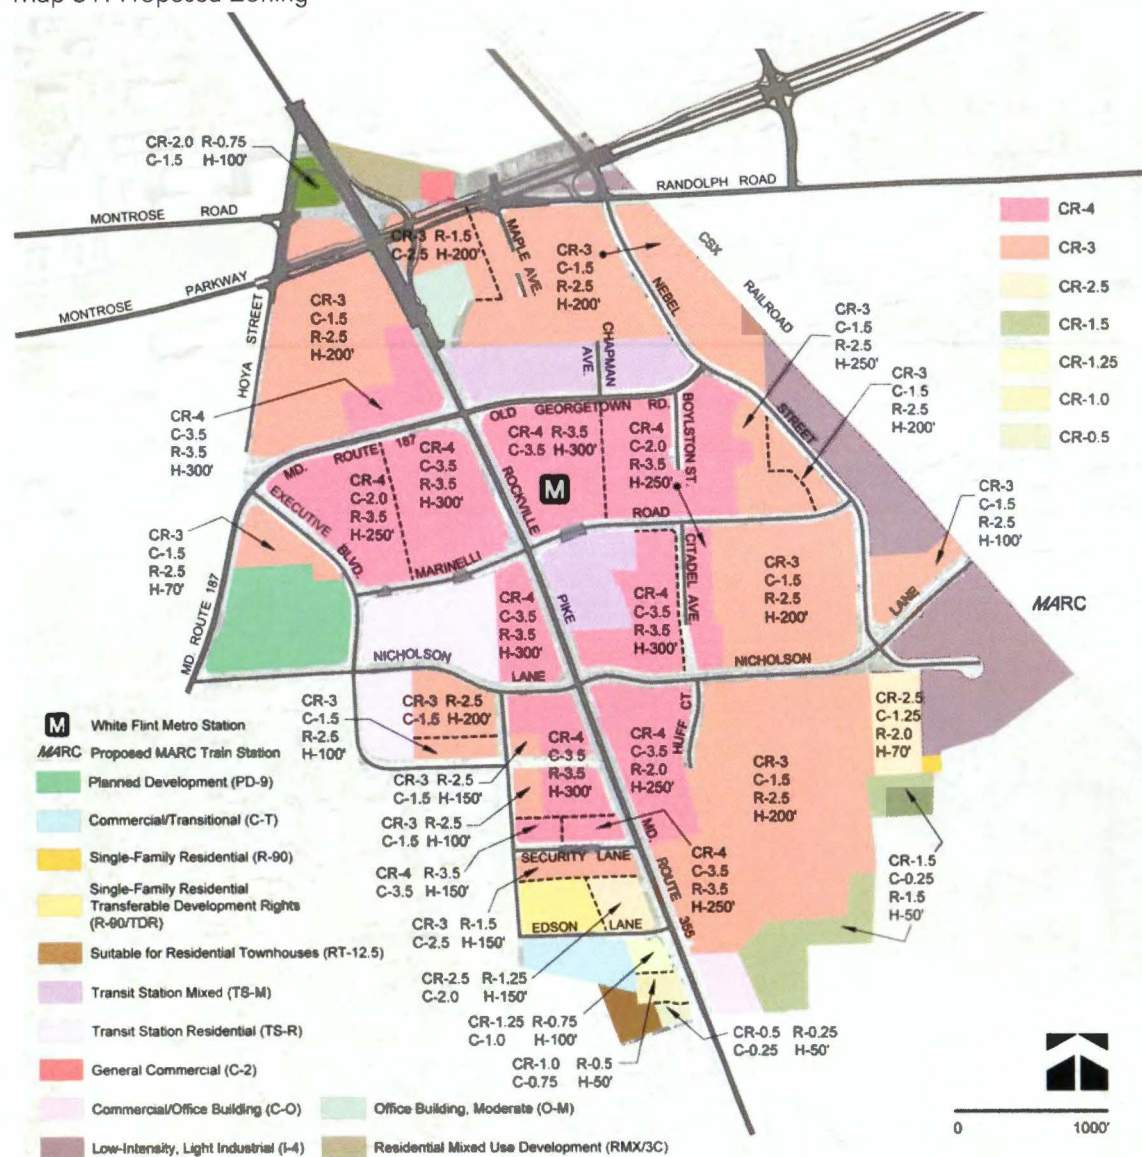 Map 31: Proposed Zoning
CR-2.0 R-0.75
C-1.5 H-100'
MONTROSE ROAD
RANDOLPH ROAD
MONTROSE PARKWAY
HOYA STREET
CR-3 R-1.5
C-2.5 H-200'
MAPLE AVE.
CR-3
C-1.5
R-2.5
H-200'
NEBEL STREET
CSX RAILROAD
CR-4
CR-3
CR-2.5
CR-1.5
CR-1.25
CR-1.0
CR-0.5
CR-3
C-1.5
R-2.5
H-200'
CR-3
C-1.5
R-2.5
H-250'
CHAPMAN AVE.
CR-3
C-1.5
R-2.5
H-200'
CR-4
C-3.5
R-3.5
H-300'
OLD GEORGETOWN RD.
MD. ROUTE 187
BOYLSTON ST.
CR-4 R-3.5
C-3.5 H-300'
CR-4
C-2.0
R-3.5
H-250'
CR-4
C-3.5
R-3.5
H-300'
CR-4
C-2.0
R-3.5
H-250'
EXECUTIVE BLVD.
ROCKVILLE PIKE
M
MARINELLI ROAD
CR-3
C-1.5
R-2.5
H-100'
CR-3
C-1.5
R-2.5
H-70'
CITADEL AVE.
CR-3
C-1.5
R-2.5
H-200'
MD. ROUTE 187
CR-4
C-3.5
R-3.5
H-300'
CR-4
C-3.5
R-3.5
H-300'
MARC
NICHOLSON LANE
NICHOLSON LANE
CR-3
C-1.5
R-2.5
H-100'
CR-3 R-2.5
C-1.5 H-200'
HUFF CT
CR-2.5
C-1.25
R-2.0
H-70'
CR-4
C-3.5
R-3.5
H-300'
CR-4
C-3.5
R-2.0
H-250'
CR-3
C-1.5
R-2.5
H-200'
CR-3 R-2.5
C-1.5 H-150'
CR-3 R-2.5
C-1.5 H-100'
CR-4 R-3.5
C-3.5 H-150'
SECURITY LANE
MD. ROUTE 355
CR-4
C-3.5
R-3.5
H-250'
CR-1.5
C-0.25
R-1.5
H-50'
CR-3 R-1.5
C-2.5 H-150'
EDSON LANE
CR-2.5 R-1.25
C-2.0 H-150'
CR-1.25 R-0.75
C-1.0 H-100'
CR-1.0 R-0.5
C-0.75 H-50'
CR-0.5 R-0.25
C-0.25 H-50'
M White Flint Metro Station
MARC Proposed MARC Train Station
Planned Development (PD-9)
Commercial/Transitional (C-T)
Single-Family Residential (R-90)
Single-Family Residential
Transferable Development Rights
(R-90/TDR)
Suitable for Residential Townhouses (RT-12.5)
Transit Station Mixed (TS-M)
Transit Station Residential (TS-R)
General Commercial (C-2)
Commercial/Office Building (C-O)
Office Building, Moderate (O-M)
Low-Intensity, Light Industrial (I-4)
Residential Mixed Use Development (RMX/3C)
0 1000'